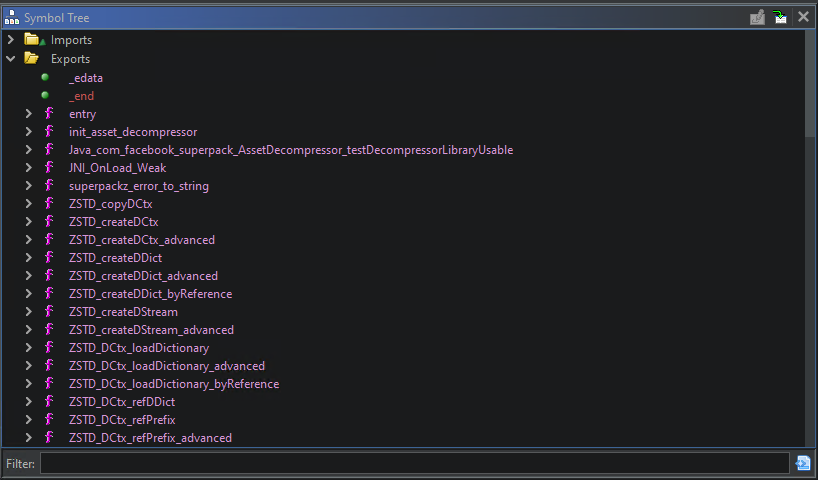 Symbol Tree
Imports
Exports
_edata
_end
entry
init_asset_decompressor
Java_com_facebook_superpack_AssetDecompressor_testDecompressorLibraryUsable
JNI_OnLoad_Weak
superpackz_error_to_string
ZSTD_copyDCtx
ZSTD_createDCtx
ZSTD_createDCtx_advanced
ZSTD_createDDict
ZSTD_createDDict_advanced
ZSTD_createDDict_byReference
ZSTD_createDStream
ZSTD_createDStream_advanced
ZSTD_DCtx_loadDictionary
ZSTD_DCtx_loadDictionary_advanced
ZSTD_DCtx_loadDictionary_byReference
ZSTD_DCtx_refDDict
ZSTD_DCtx_refPrefix
ZSTD_DCtx_refPrefix_advanced
Filter: